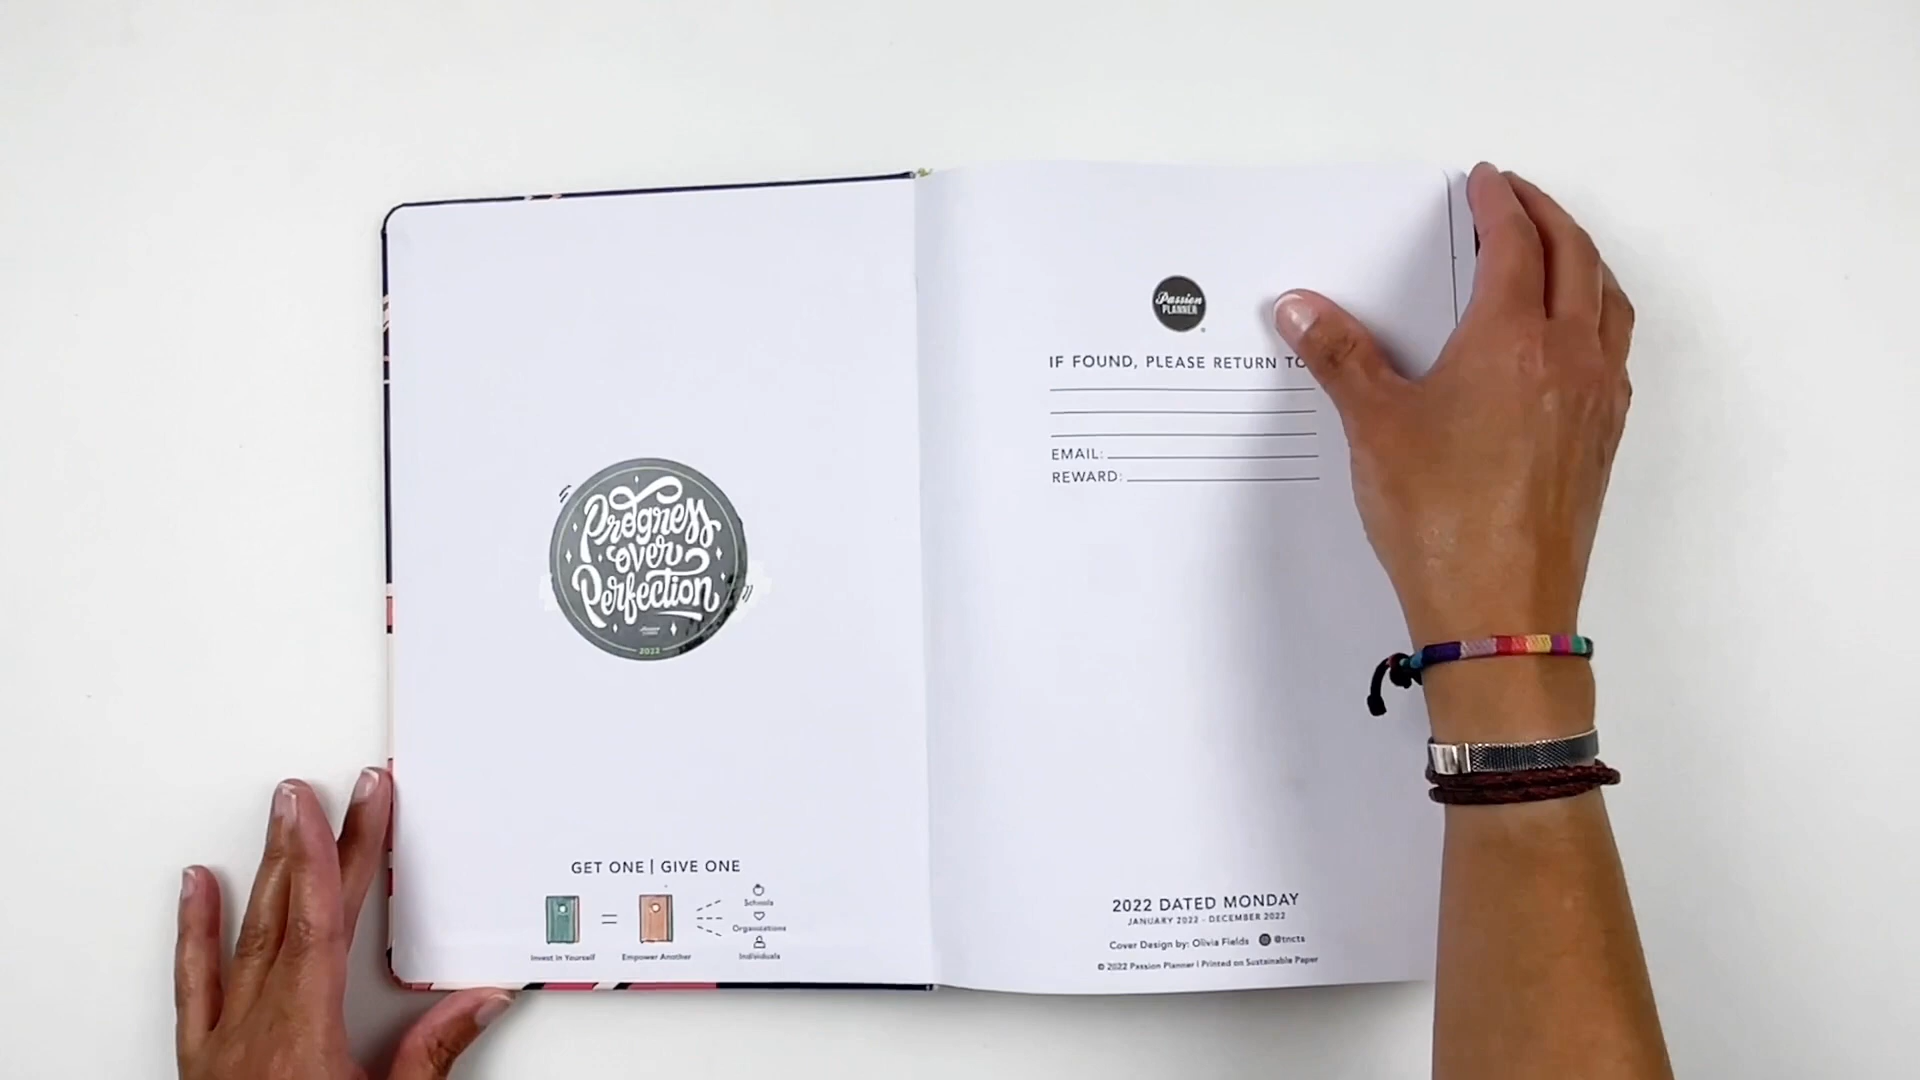 Progress
over
Perfection
2022
GET ONE | GIVE ONE
Schools
Organizations
Individuals
Invest in Yourself
=
Empower Another
Passion
PLANNER
IF FOUND, PLEASE RETURN TO
EMAIL:
REWARD:
2022 DATED MONDAY
JANUARY 2022 - DECEMBER 2022
Cover Design by: Olivia Fields @tncts
© 2022 Passion Planner | Printed on Sustainable Paper